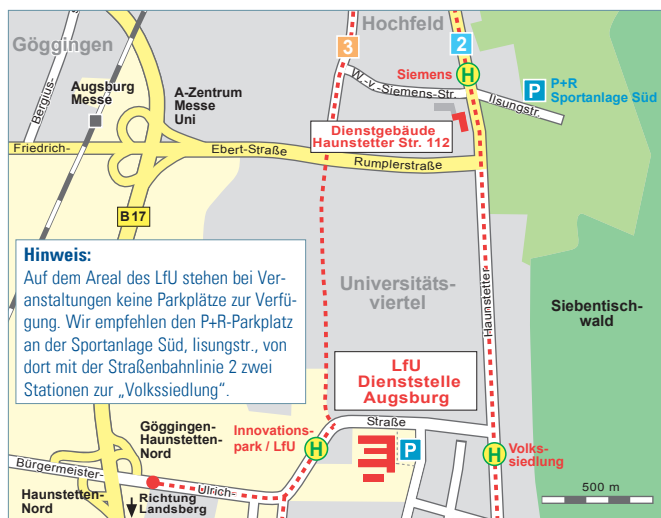 Hochfeld
Göggingen
3
2
Siemens
H
W.-v.-Siemens-Str.
P
P+R
Sportanlage Süd
Ilsungstr.
Bergius-
Augsburg
Messe
A-Zentrum
Messe
Uni
Dienstgebäude
Haunstetter Str. 112
Friedrich-
Ebert-Straße
Rumplerstraße
B 17
Hinweis:
Auf dem Areal des LfU stehen bei Ver-
anstaltungen keine Parkplätze zur Verfü-
gung. Wir empfehlen den P+R-Parkplatz
an der Sportanlage Süd, Ilsungstr., von
dort mit der Straßenbahnlinie 2 zwei
Stationen zur „Volkssiedlung“.
Universitäts-
viertel
Haunstetter
Siebentisch-
wald
LfU
Dienststelle
Augsburg
Straße
Innovations-
park / LfU
H
P
H
Volks-
siedlung
Göggingen-
Haunstetten-
Nord
Bürgermeister-
Ulrich-
Haunstetten-
Nord
Richtung
Landsberg
500 m